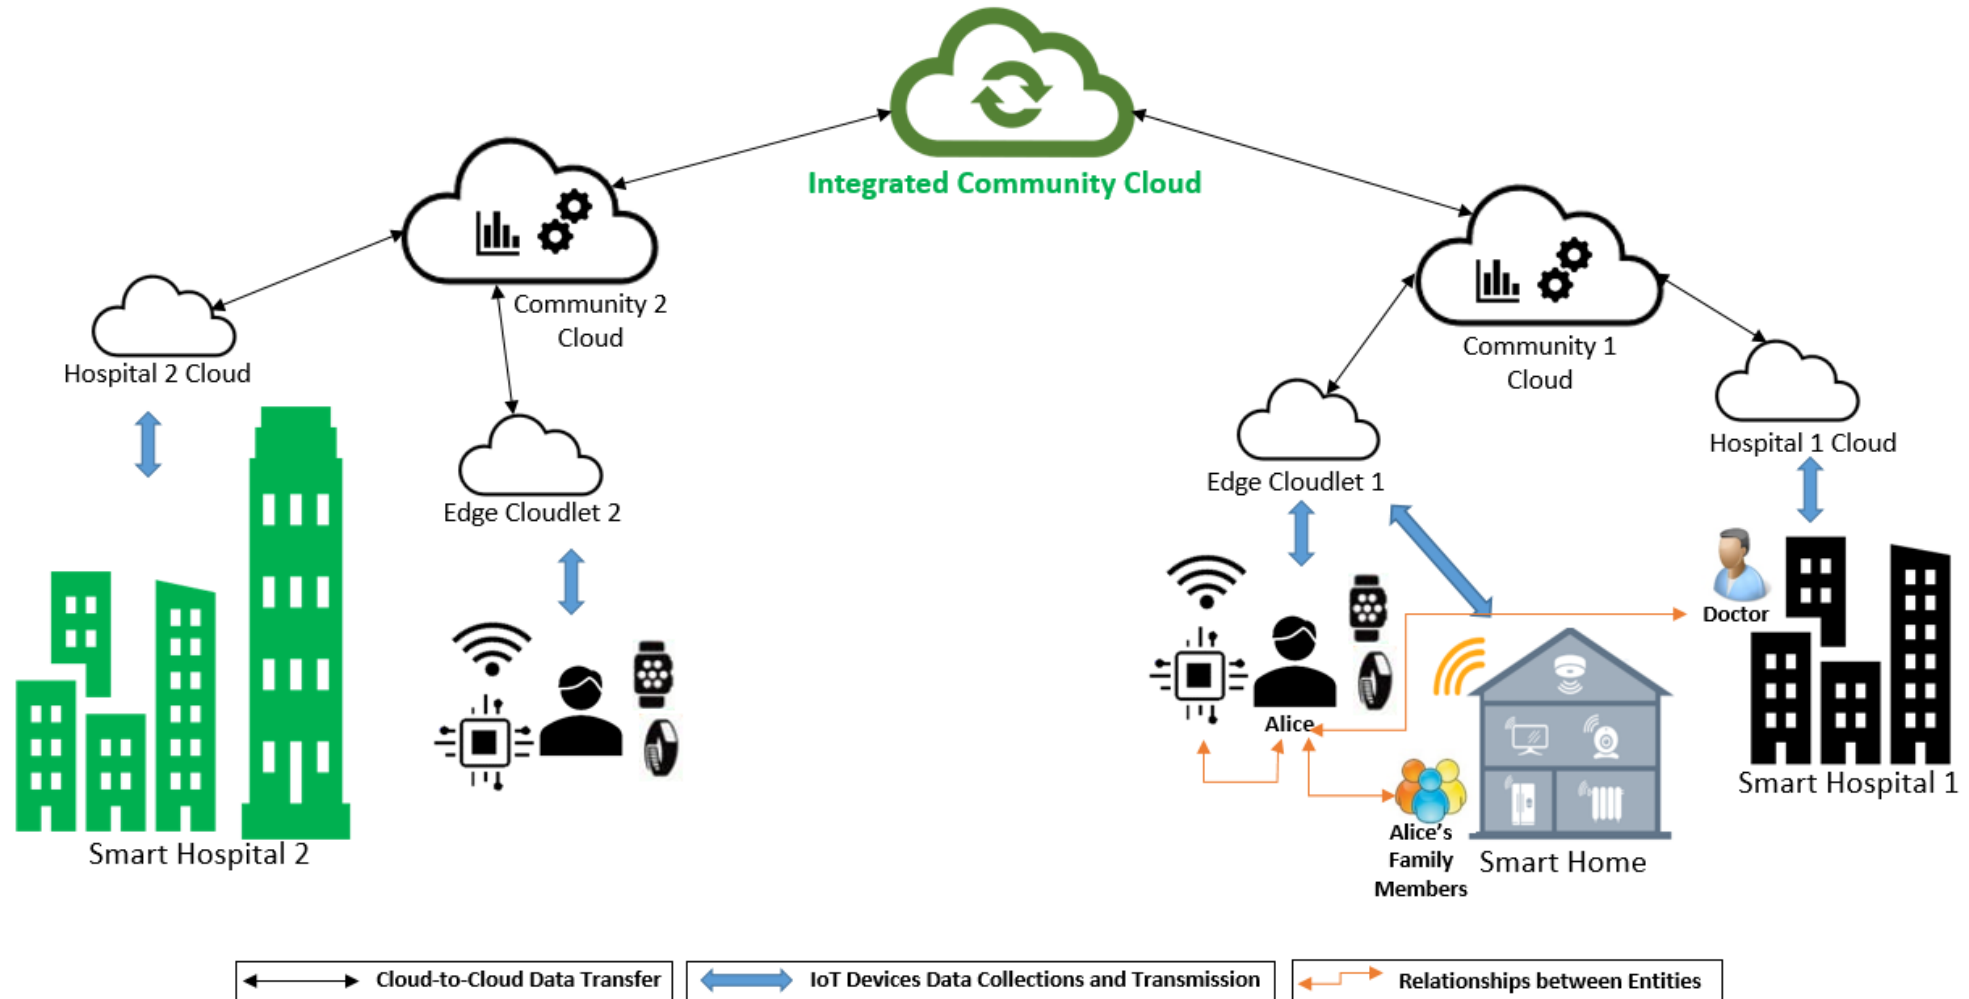 Integrated Community Cloud
Community 2
Cloud
Hospital 2 Cloud
Edge Cloudlet 2
Smart Hospital 2
Community 1
Cloud
Hospital 1 Cloud
Edge Cloudlet 1
Doctor
Alice
Smart Hospital 1
Alice's
Family
Members
Smart Home
Cloud-to-Cloud Data Transfer
IoT Devices Data Collections and Transmission
Relationships between Entities